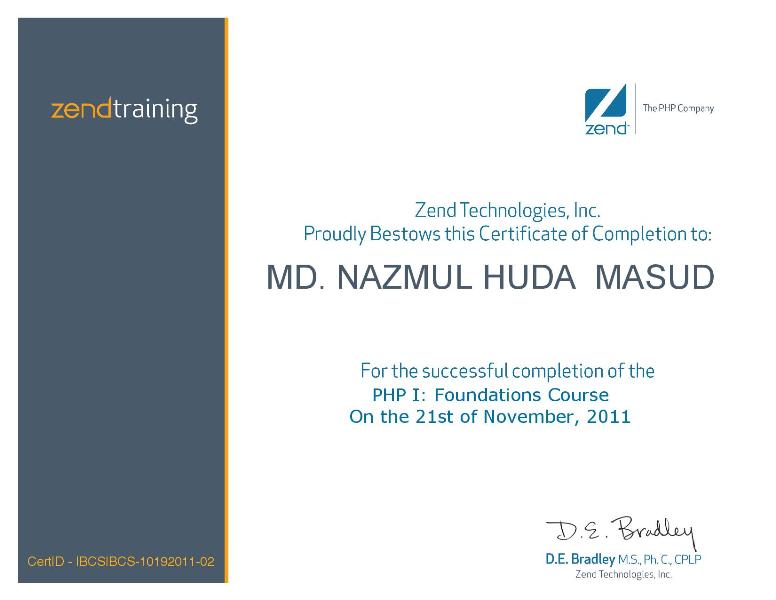 zendtraining
zend
The PHP Company
Zend Technologies, Inc.
Proudly Bestows this Certificate of Completion to:
MD. NAZMUL HUDA  MASUD
For the successful completion of the
PHP I: Foundations Course
On the 21st of November, 2011
D.E. Bradley
D.E. Bradley M.S., Ph. C., CPLP
Zend Technologies, Inc.
CertID - IBCSIBCS-10192011-02